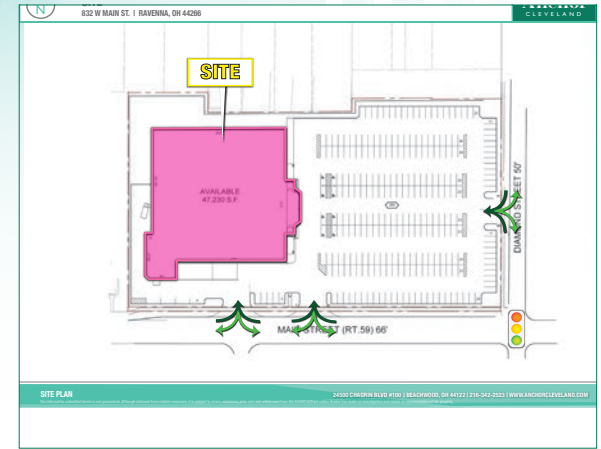 N
832 W MAIN ST. | RAVENNA, OH 44266
CLEVELAND
SITE
AVAILABLE
47,230 S.F.
DIAMOND STREET 50'
MAIN STREET (RT.59) 66'
SITE PLAN
24500 CHAGRIN BLVD #100 | BEACHWOOD, OH 44122 | 216-342-2523 | WWW.ANCHORCLEVELAND.COM